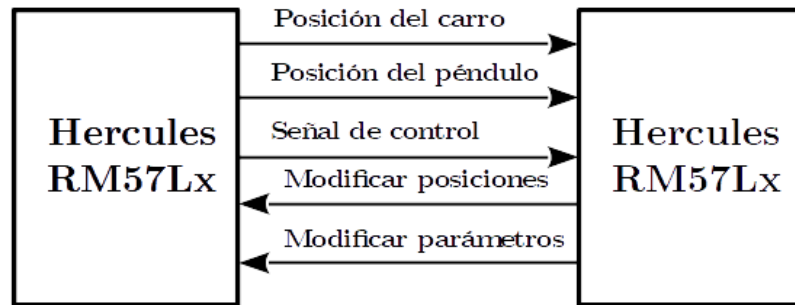 Posición del carro
Posición del péndulo
Señal de control
Modificar posiciones
Modificar parámetros
Hercules
RM57Lx
Hercules
RM57Lx